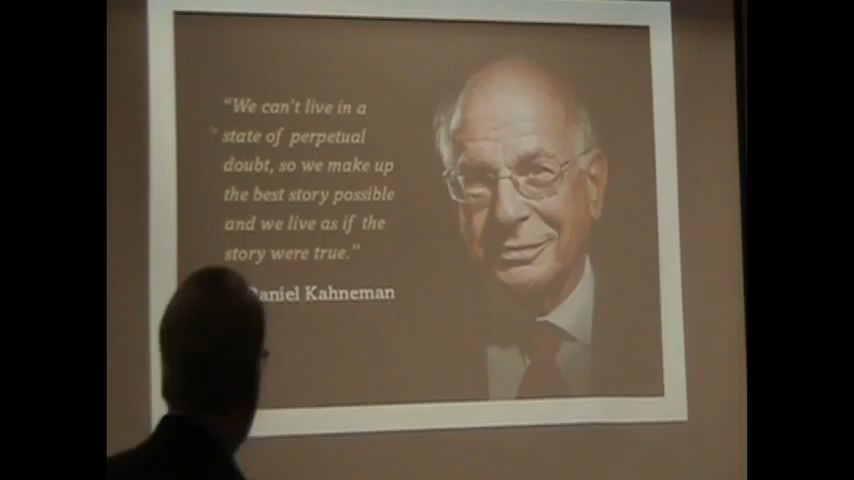 “We can't live in a
state of perpetual
doubt, so we make up
the best story possible
and we live as if the
story were true.”
Daniel Kahneman